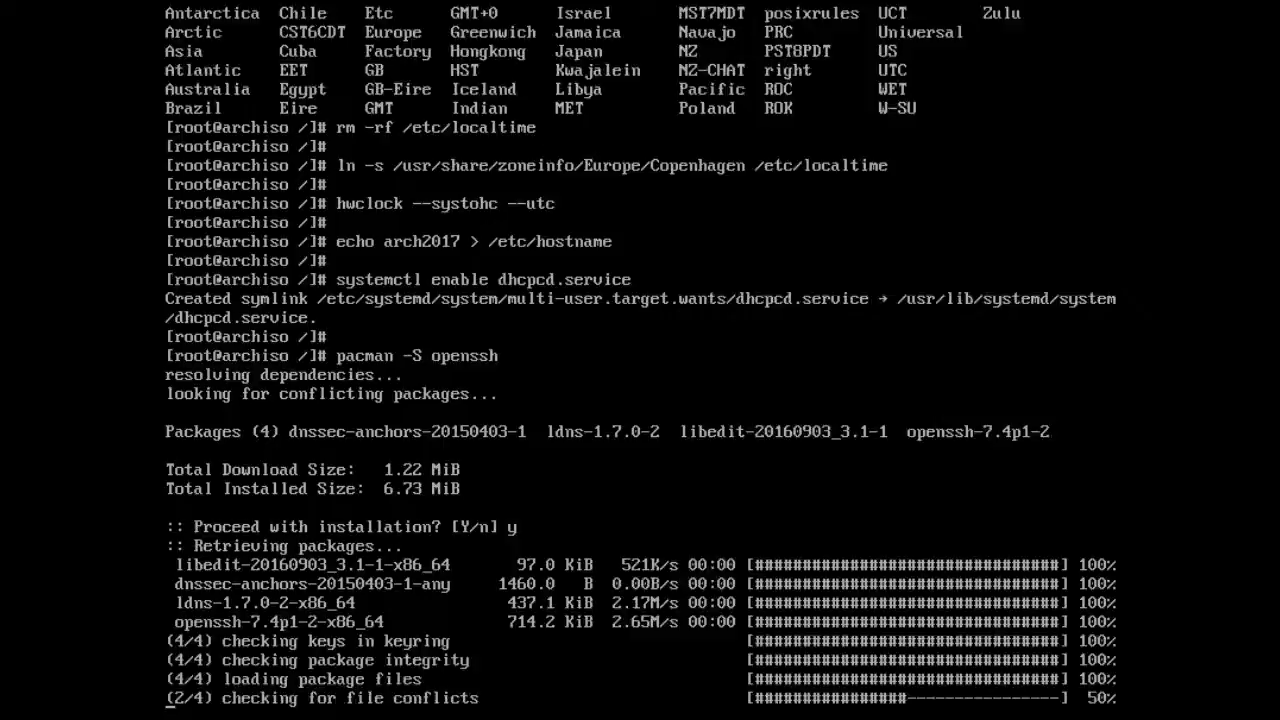 Antarctica  Chile    Etc      GMT+0      Israel       MST7MDT  posixrules  UCT        Zulu
Arctic      CST6CDT  Europe   Greenwich  Jamaica      Navajo   PRC         Universal
Asia        Cuba     Factory  Hongkong   Japan        NZ       PST8PDT     US
Atlantic    EET      GB       HST        Kwajalein    NZ-CHAT  right       UTC
Australia   Egypt    GB-Eire  Iceland    Libya        Pacific  ROC         WET
Brazil      Eire     GMT      Indian     MET          Poland   ROK         W-SU
[root@archiso /]# rm -rf /etc/localtime
[root@archiso /]#
[root@archiso /]# ln -s /usr/share/zoneinfo/Europe/Copenhagen /etc/localtime
[root@archiso /]#
[root@archiso /]# hwclock --systohc --utc
[root@archiso /]#
[root@archiso /]# echo arch2017 > /etc/hostname
[root@archiso /]#
[root@archiso /]# systemctl enable dhcpcd.service
Created symlink /etc/systemd/system/multi-user.target.wants/dhcpcd.service → /usr/lib/systemd/system
/dhcpcd.service.
[root@archiso /]#
[root@archiso /]# pacman -S openssh
resolving dependencies...
looking for conflicting packages...
Packages (4) dnssec-anchors-20150403-1  ldns-1.7.0-2  libedit-20160903_3.1-1  openssh-7.4p1-2
Total Download Size:   1.22 MiB
Total Installed Size:  6.73 MiB
:: Proceed with installation? [Y/n] y
:: Retrieving packages...
 libedit-20160903_3.1-1-x86_64       97.0 KiB   521K/s 00:00 [################################] 100%
 dnssec-anchors-20150403-1-any     1460.0   B  0.00B/s 00:00 [################################] 100%
 ldns-1.7.0-2-x86_64                437.1 KiB  2.17M/s 00:00 [################################] 100%
 openssh-7.4p1-2-x86_64             714.2 KiB  2.65M/s 00:00 [################################] 100%
(4/4) checking keys in keyring                               [################################] 100%
(4/4) checking package integrity                             [################################] 100%
(4/4) loading package files                                  [################################] 100%
(2/4) checking for file conflicts                            [################----------------]  50%